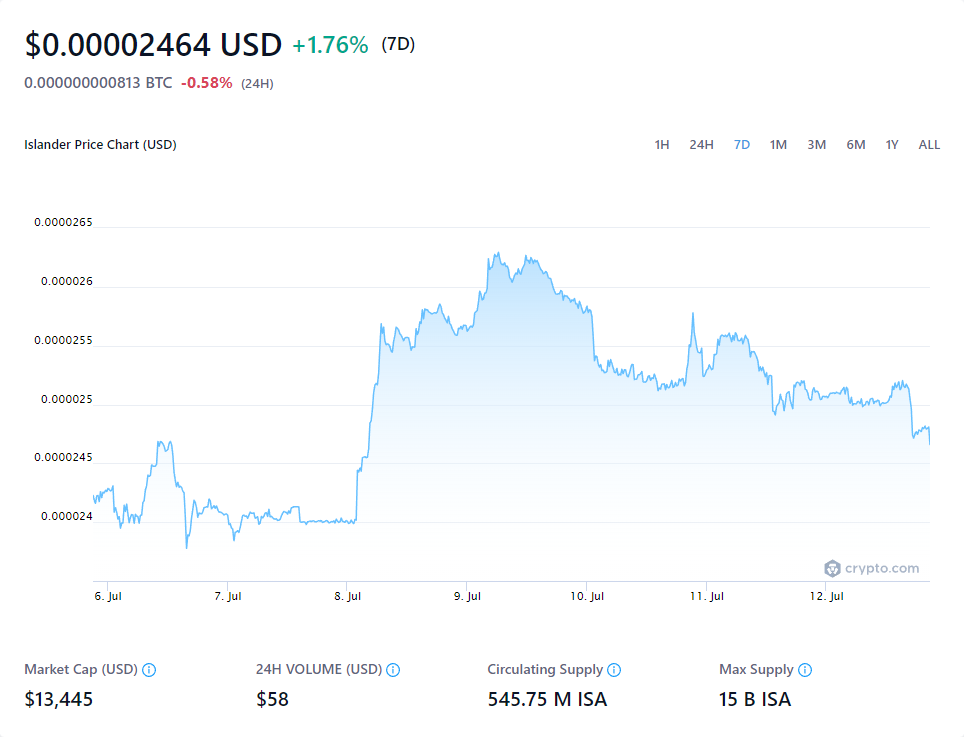 $0.00002464 USD +1.76% (7D)
0.000000000813 BTC -0.58% (24H)
Islander Price Chart (USD) 1H 24H 7D 1M 3M 6M 1Y ALL
0.0000265
0.000026
0.0000255
0.000025
0.0000245
0.000024
crypto.com
6. Jul 7. Jul 8. Jul 9. Jul 10. Jul 11. Jul 12. Jul
Market Cap (USD) 24H VOLUME (USD) Circulating Supply Max Supply
$13,445 $58 545.75 M ISA 15 B ISA